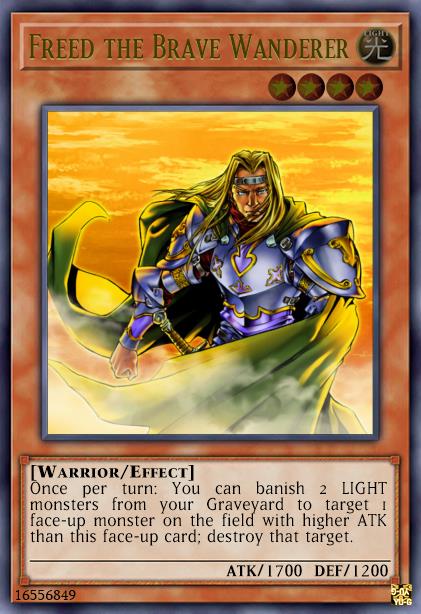 FREED THE BRAVE WANDERER
LIGHT
光
[WARRIOR/EFFECT]
Once per turn: You can banish 2 LIGHT
monsters from your Graveyard to target 1
face-up monster on the field with higher ATK
than this face-up card; destroy that target.
ATK/1700 DEF/1200
16556849